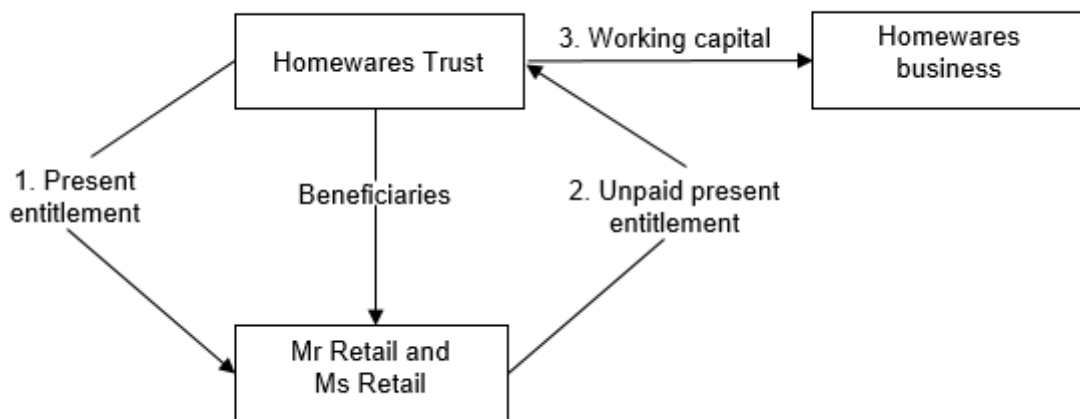 Homewares Trust
3. Working capital
Homewares
business
1. Present
entitlement
Beneficiaries
2. Unpaid present
entitlement
Mr Retail and
Ms Retail